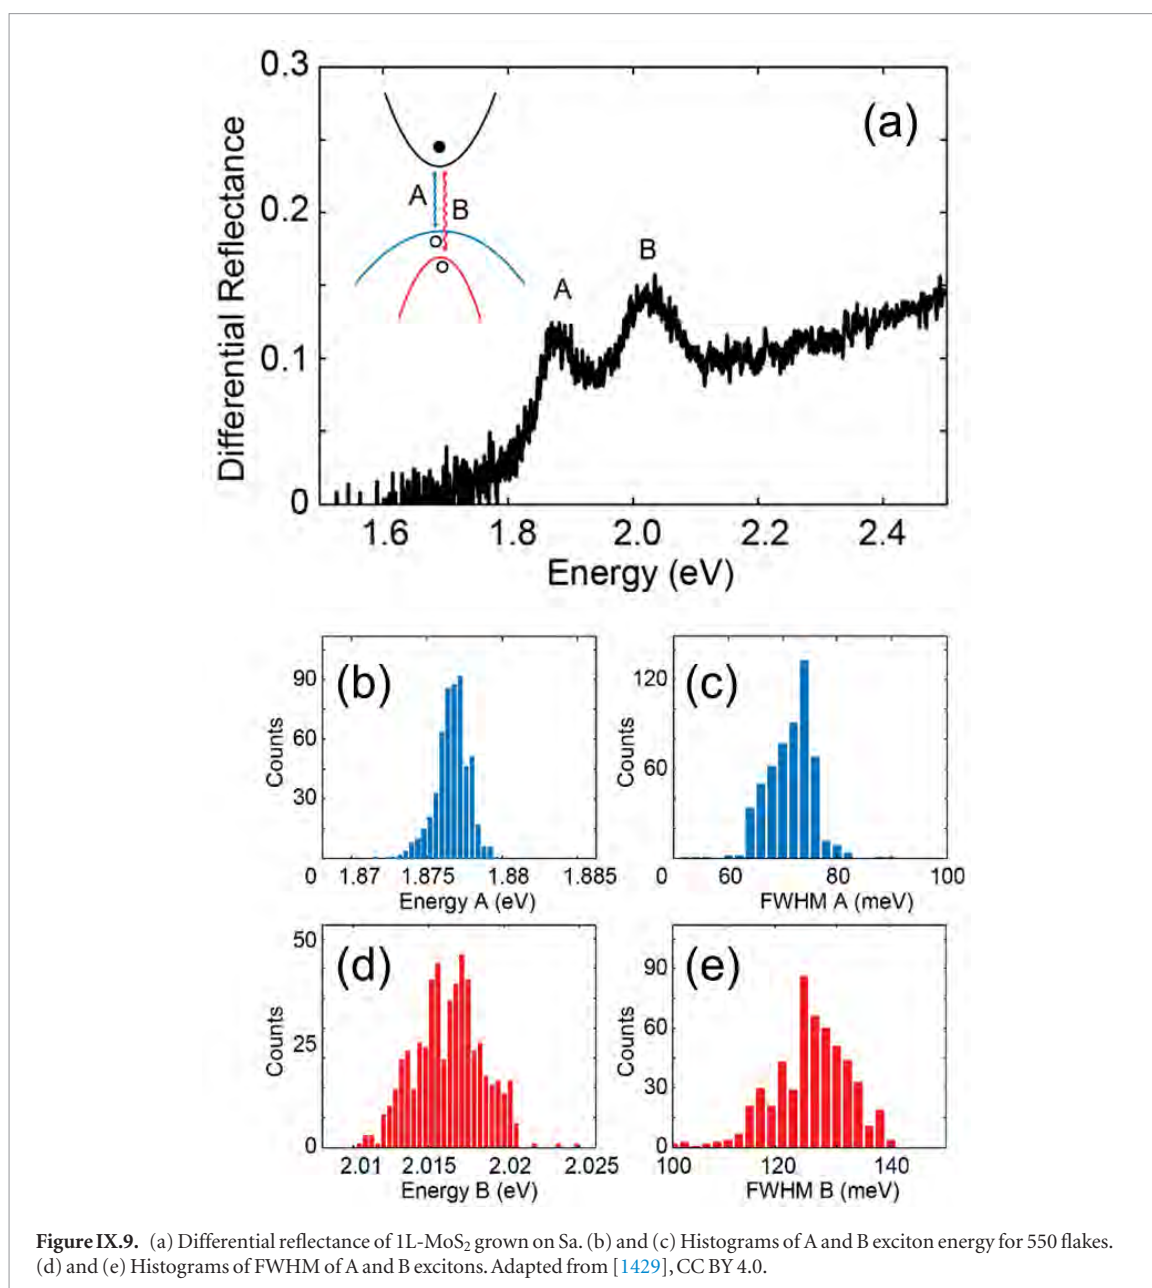 0.3
(a)
Differential Reflectance
A
B
0.2
B
A
0.1
0
1.6 1.8 2.0 2.2 2.4
Energy (eV)
(b)
90
60
30
Counts
0 1.87 1.875 1.88 1.885
Energy A (eV)
(c)
120
60
Counts
0 60 80 100
FWHM A (meV)
(d)
50
25
0
Counts
2.01 2.015 2.02 2.025
Energy B (eV)
(e)
90
60
30
0
Counts
100 120 140
FWHM B (meV)
Figure IX.9. (a) Differential reflectance of 1L-MoS₂ grown on Sa. (b) and (c) Histograms of A and B exciton energy for 550 flakes.
(d) and (e) Histograms of FWHM of A and B excitons. Adapted from [1429], CC BY 4.0.